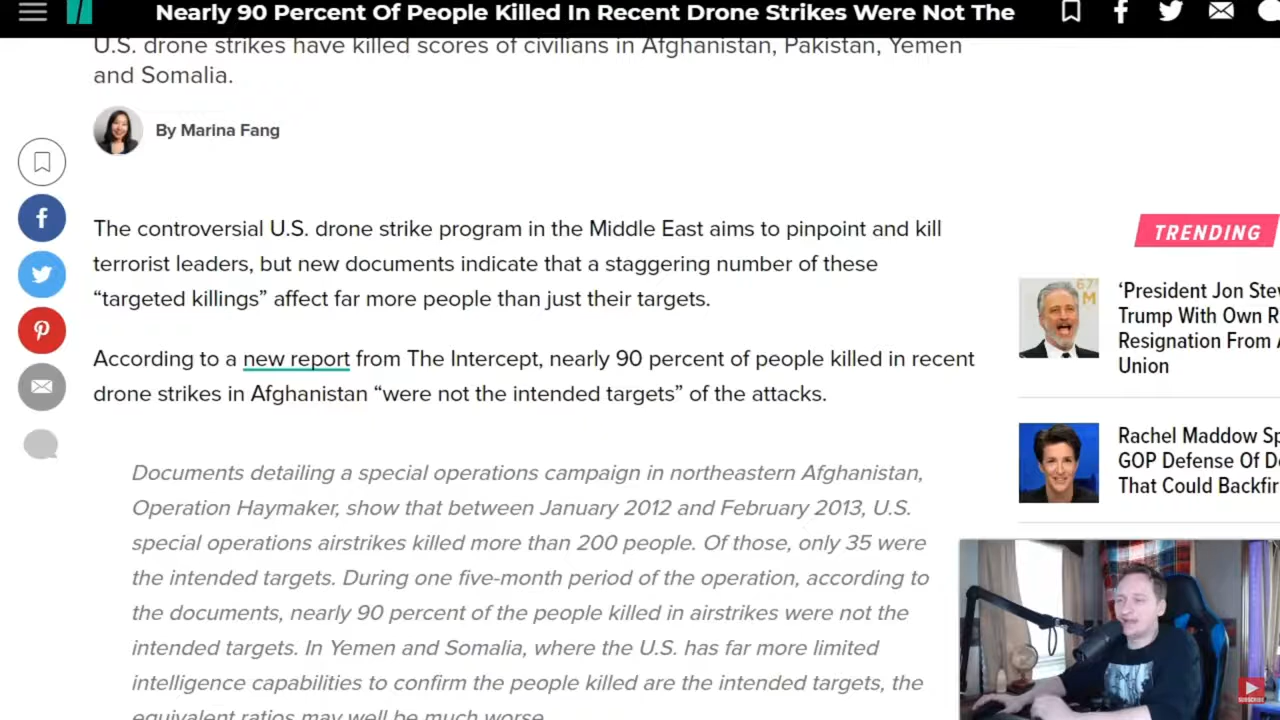 Nearly 90 Percent Of People Killed In Recent Drone Strikes Were Not The
U.S. drone strikes have killed scores of civilians in Afghanistan, Pakistan, Yemen
and Somalia.
By Marina Fang
The controversial U.S. drone strike program in the Middle East aims to pinpoint and kill
terrorist leaders, but new documents indicate that a staggering number of these
“targeted killings” affect far more people than just their targets.
According to a new report from The Intercept, nearly 90 percent of people killed in recent
drone strikes in Afghanistan “were not the intended targets” of the attacks.
Documents detailing a special operations campaign in northeastern Afghanistan,
Operation Haymaker, show that between January 2012 and February 2013, U.S.
special operations airstrikes killed more than 200 people. Of those, only 35 were
the intended targets. During one five-month period of the operation, according to
the documents, nearly 90 percent of the people killed in airstrikes were not the
intended targets. In Yemen and Somalia, where the U.S. has far more limited
intelligence capabilities to confirm the people killed are the intended targets, the
equivalent ratios may well be much worse.
TRENDING
‘President Jon Ste
Trump With Own R
Resignation From
Union
Rachel Maddow Sp
GOP Defense Of D
That Could Backfi
SUBSCRIBE